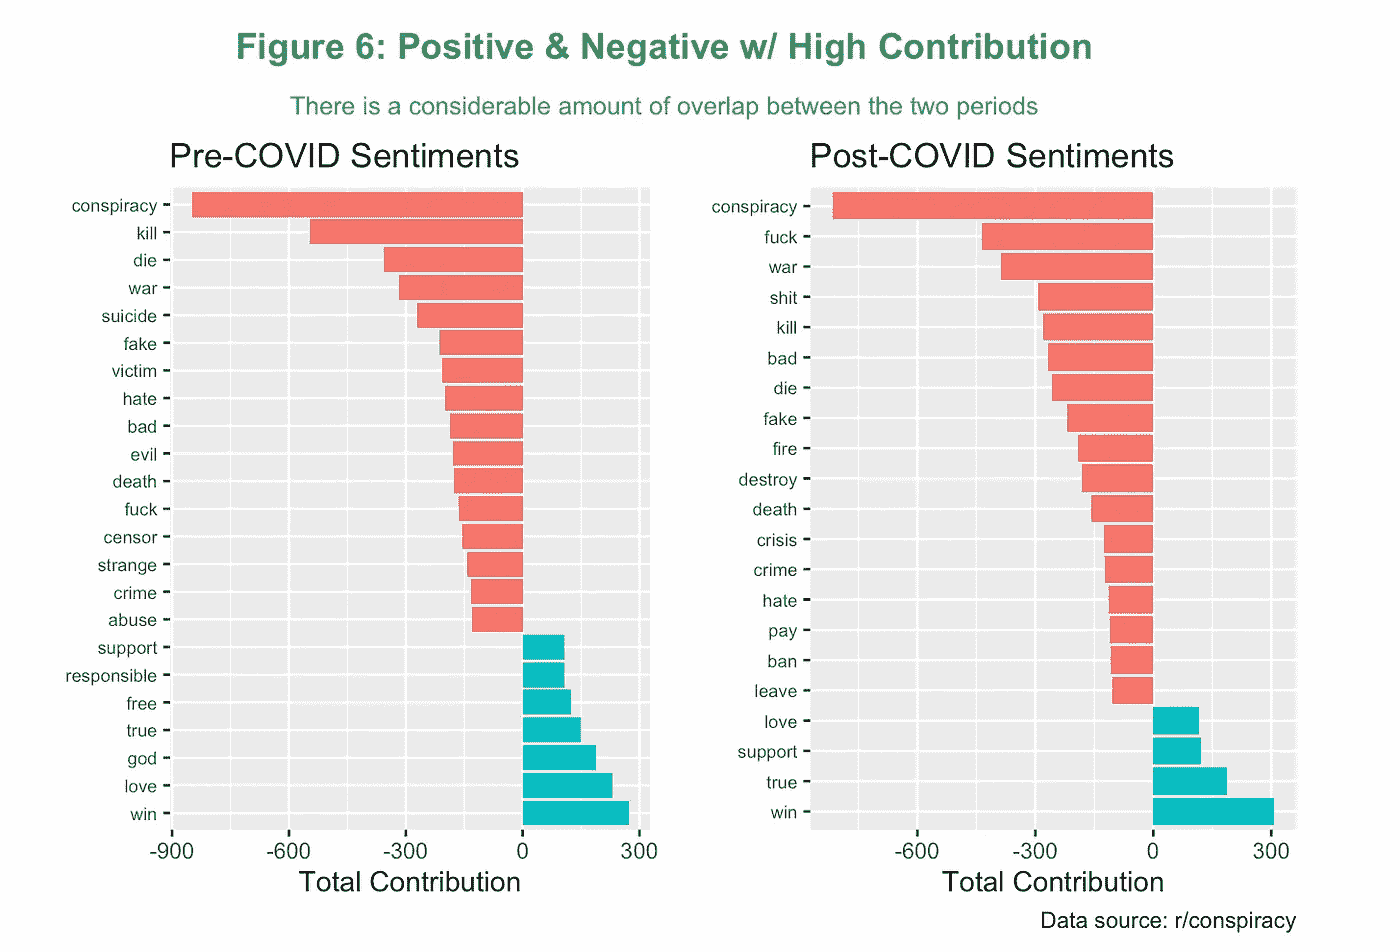 Figure 6: Positive & Negative w/ High Contribution
There is a considerable amount of overlap between the two periods
Pre-COVID Sentiments
conspiracy
kill
die
war
suicide
fake
victim
hate
bad
evil
death
fuck
censor
strange
crime
abuse
support
responsible
free
true
god
love
win
-900 -600 -300 0 300
Total Contribution
Post-COVID Sentiments
conspiracy
fuck
war
shit
kill
bad
die
fake
fire
destroy
death
crisis
crime
hate
pay
ban
leave
love
support
true
win
-600 -300 0 300
Total Contribution
Data source: r/conspiracy